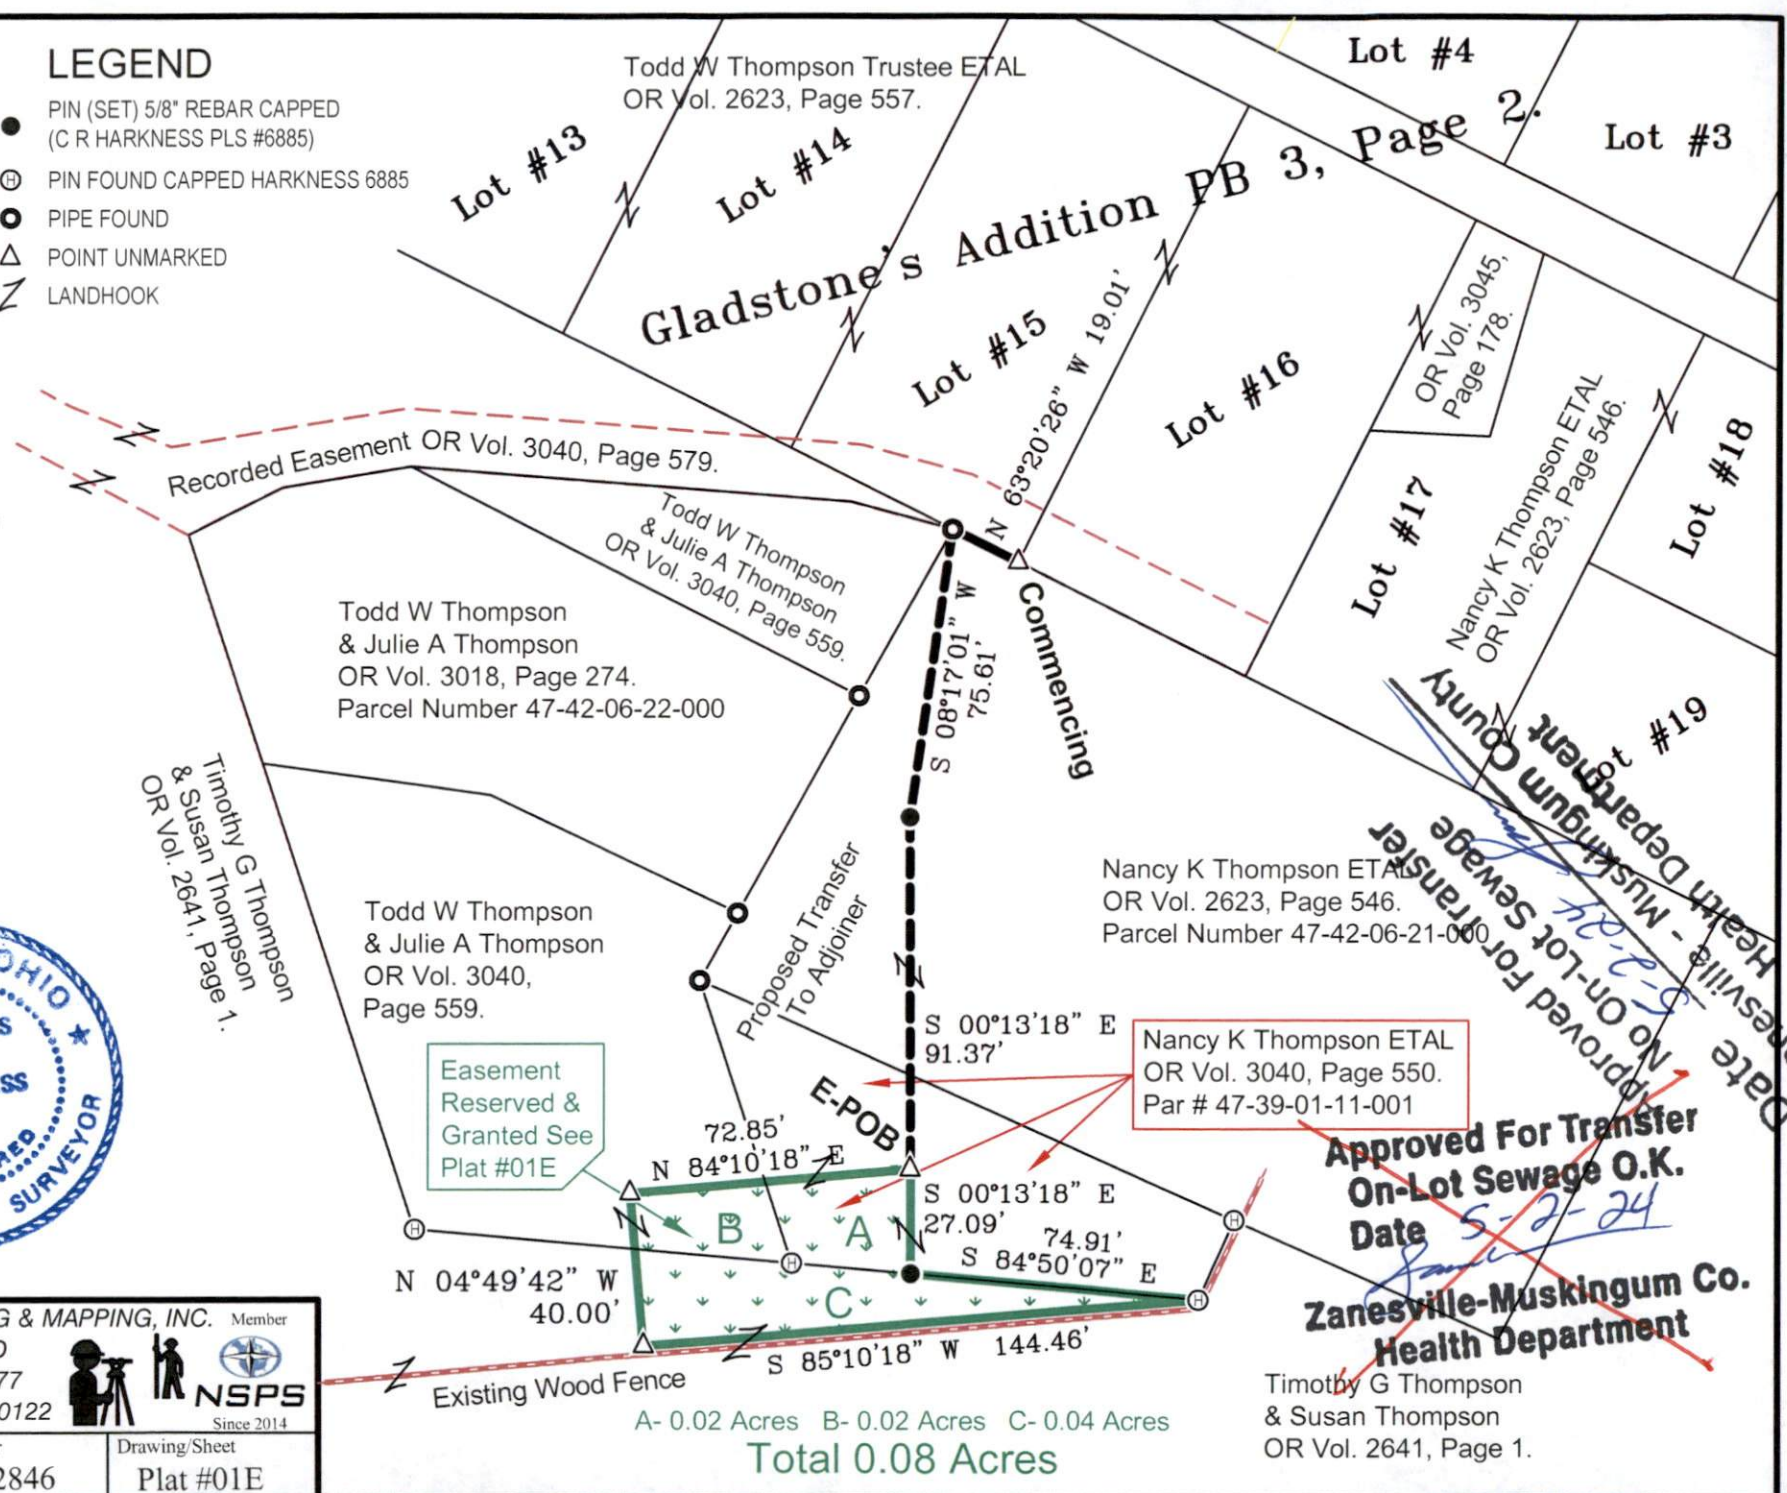 LEGEND
PIN (SET) 5/8" REBAR CAPPED
(C R HARKNESS PLS #6885)
H PIN FOUND CAPPED HARKNESS 6885
PIPE FOUND
POINT UNMARKED
LANDHOOK
Todd W Thompson Trustee ETAL
OR Vol. 2623, Page 557.
Lot #4
Lot #3
Lot #13
Lot #14
Gladstone's Addition PB 3, Page 2.
Lot #15
N 63°20'26" W 19.01'
Lot #16
OR Vol. 3045,
Page 178.
Lot #17
Nancy K Thompson ETAL
OR Vol. 2623, Page 546.
Lot #18
Lot #19
Recorded Easement OR Vol. 3040, Page 579.
Todd W Thompson
& Julie A Thompson
OR Vol. 3040, Page 559.
Todd W Thompson
& Julie A Thompson
OR Vol. 3018, Page 274.
Parcel Number 47-42-06-22-000
S 08°17'01" W
75.61'
Commencing
Timothy G Thompson
& Susan Thompson
OR Vol. 2641, Page 1.
Todd W Thompson
& Julie A Thompson
OR Vol. 3040,
Page 559.
Proposed Transfer
To Adjoiner
Nancy K Thompson ETAL
OR Vol. 2623, Page 546.
Parcel Number 47-42-06-21-000
Approved For Transfer
No On-Lot Sewage
Date 5-2-24
Zanesville - Muskingum County
Health Department
S 00°13'18" E
91.37'
Nancy K Thompson ETAL
OR Vol. 3040, Page 550.
Par # 47-39-01-11-001
Easement
Reserved &
Granted See
Plat #01E
E-POB
72.85'
N 84°10'18" E
S 00°13'18" E
27.09'
74.91'
S 84°50'07" E
B
A
C
H
H
H
H
N 04°49'42" W
40.00'
S 85°10'18" W 144.46'
Existing Wood Fence
A- 0.02 Acres B- 0.02 Acres C- 0.04 Acres
Total 0.08 Acres
Approved For Transfer
On-Lot Sewage O.K.
Date 5-2-24
Zanesville-Muskingum Co.
Health Department
Timothy G Thompson
& Susan Thompson
OR Vol. 2641, Page 1.
OHIO
SURVEYOR
G & MAPPING, INC.
Member
77
0122
NSPS
Since 2014
2846
Drawing/Sheet
Plat #01E